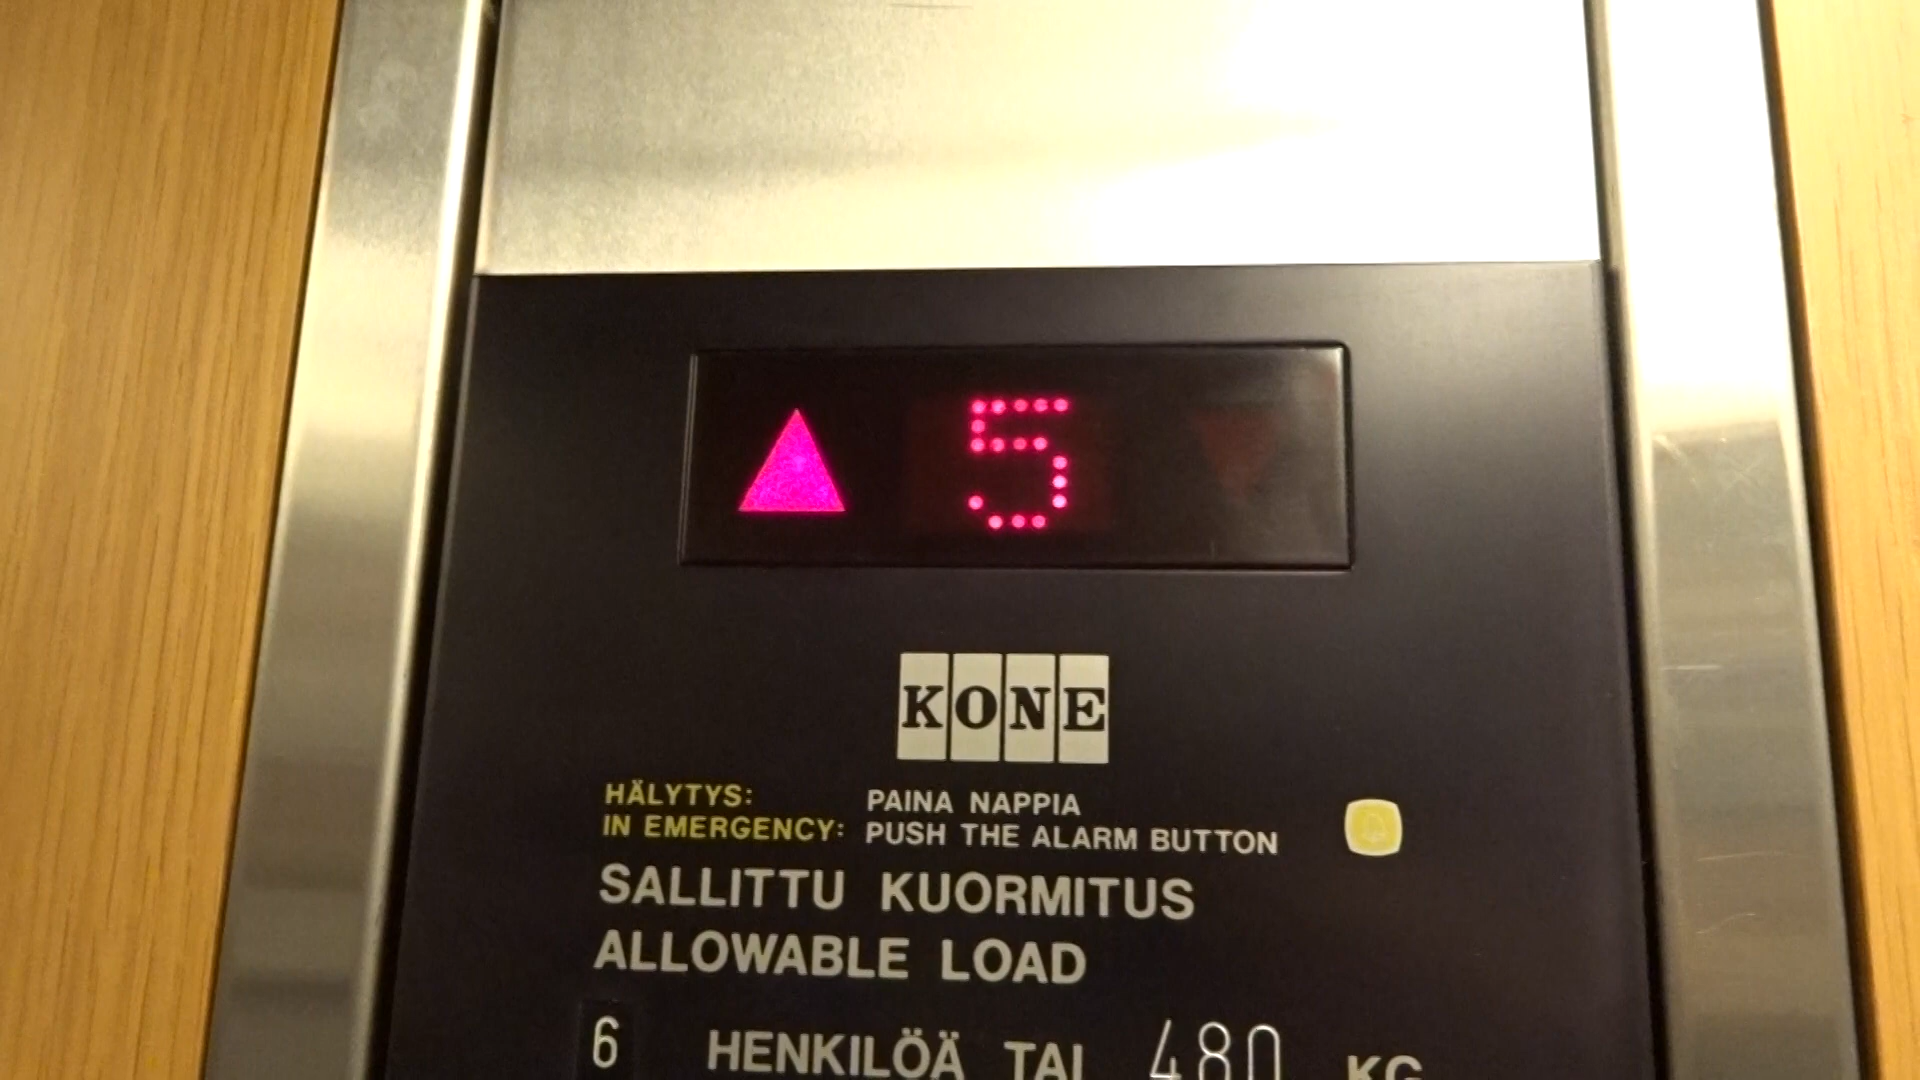 5
KONE
HÄLYTYS: PAINA NAPPIA
IN EMERGENCY: PUSH THE ALARM BUTTON
SALLITTU KUORMITUS
ALLOWABLE LOAD
6 HENKILÖÄ TAI 480 KG